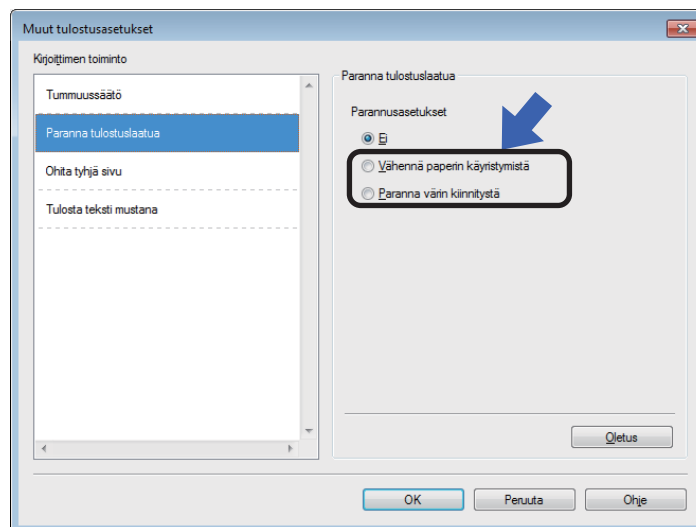 Muut tulostusasetukset
Kirjoittimen toiminto
Tummuussäätö
Paranna tulostuslaatua
Ohita tyhjä sivu
Tulosta teksti mustana
Paranna tulostuslaatua
Parannusasetukset
Ei
Vähennä paperin käyristymistä
Paranna värin kiinnitystä
Oletus
OK
Peruuta
Ohje